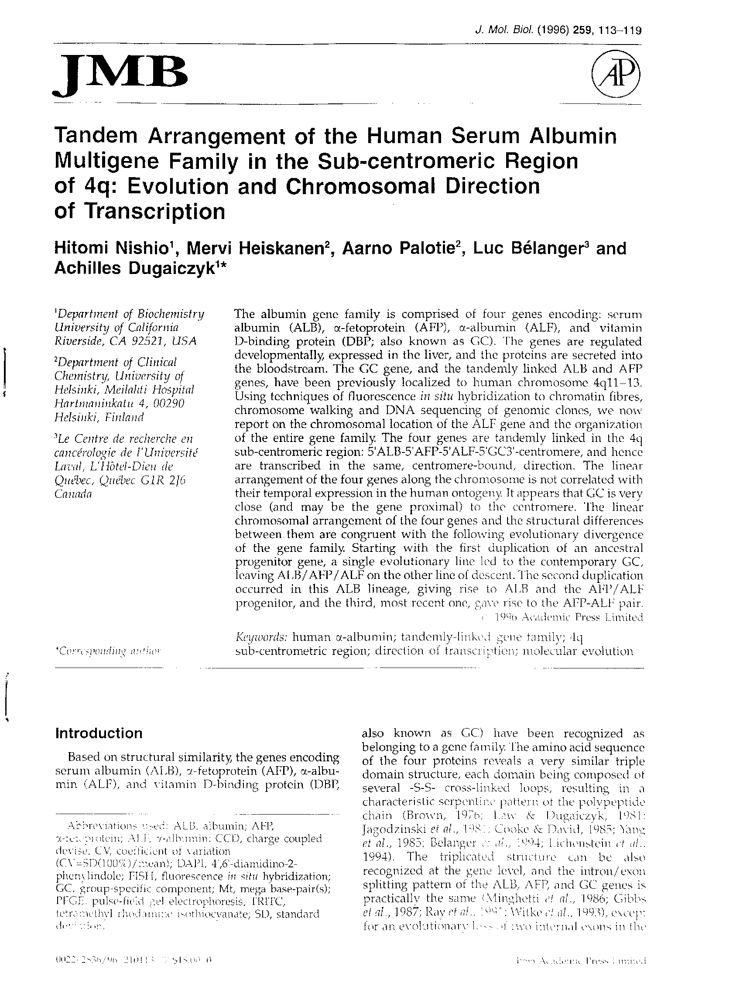 J. Mol. Biol. (1996) 259, 113–119
JMB
AP
Tandem Arrangement of the Human Serum Albumin
Multigene Family in the Sub-centromeric Region
of 4q: Evolution and Chromosomal Direction
of Transcription
Hitomi Nishio¹, Mervi Heiskanen², Aarno Palotie², Luc Bélanger³ and
Achilles Dugaiczyk¹*
¹Department of Biochemistry
University of California
Riverside, CA 92521, USA
²Department of Clinical
Chemistry, University of
Helsinki, Meilahti Hospital
Hartmaninkatu 4, 00290
Helsinki, Finland
³Le Centre de recherche en
cancérologie de l'Université
Laval, L'Hôtel-Dieu de
Québec, Québec G1R 2J6
Canada
*Corresponding author
The albumin gene family is comprised of four genes encoding: serum
albumin (ALB), α-fetoprotein (AFP), α-albumin (ALF), and vitamin
D-binding protein (DBP; also known as GC). The genes are regulated
developmentally, expressed in the liver, and the proteins are secreted into
the bloodstream. The GC gene, and the tandemly linked ALB and AFP
genes, have been previously localized to human chromosome 4q11–13.
Using techniques of fluorescence in situ hybridization to chromatin fibres,
chromosome walking and DNA sequencing of genomic clones, we now
report on the chromosomal location of the ALF gene and the organization
of the entire gene family. The four genes are tandemly linked in the 4q
sub-centromeric region: 5'ALB-5'AFP-5'ALF-5'GC3'-centromere, and hence
are transcribed in the same, centromere-bound, direction. The linear
arrangement of the four genes along the chromosome is not correlated with
their temporal expression in the human ontogeny. It appears that GC is very
close (and may be the gene proximal) to the centromere. The linear
chromosomal arrangement of the four genes and the structural differences
between them are congruent with the following evolutionary divergence
of the gene family. Starting with the first duplication of an ancestral
progenitor gene, a single evolutionary line led to the contemporary GC,
leaving ALB/AFP/ALF on the other line of descent. The second duplication
occurred in this ALB lineage, giving rise to ALB and the AFP/ALF
progenitor, and the third, most recent one, gave rise to the AFP-ALF pair.
© 1996 Academic Press Limited
Keywords: human α-albumin; tandemly-linked gene family; 4q
sub-centrometric region; direction of transcription; molecular evolution
Introduction
Based on structural similarity, the genes encoding
serum albumin (ALB), α-fetoprotein (AFP), α-albu-
min (ALF), and vitamin D-binding protein (DBP,
Abbreviations used: ALB, albumin; AFP,
α-fetoprotein; ALF, α-albumin; CCD, charge coupled
devise; CV, coefficient of variation
(CV=SD(100%)/mean); DAPI, 4',6'-diamidino-2-
phenylindole; FISH, fluorescence in situ hybridization;
GC, group-specific component; Mt, mega base-pair(s);
PFGE, pulse-field gel electrophoresis, TRITC,
tetramethyl rhodamine isothiocyanate; SD, standard
deviation.
also known as GC) have been recognized as
belonging to a gene family. The amino acid sequence
of the four proteins reveals a very similar triple
domain structure, each domain being composed of
several -S-S- cross-linked loops, resulting in a
characteristic serpentine pattern of the polypeptide
chain (Brown, 1976; Law & Dugaiczyk, 1981;
Jagodzinski et al., Cooke & David, 1985; Yang
et al., 1985; Belanger et al., 1994; Lichenstein et al.,
1994). The triplicated structure can be also
recognized at the gene level, and the intron/exon
splitting pattern of the ALB, AFP, and GC genes is
practically the same (Minghetti et al., 1986; Gibbs
et al., 1987; Ray et al., Witke et al., 1993), except
for an evolutionary loss of two internal exons in the
0022-2836/96
1996 Academic Press Limited